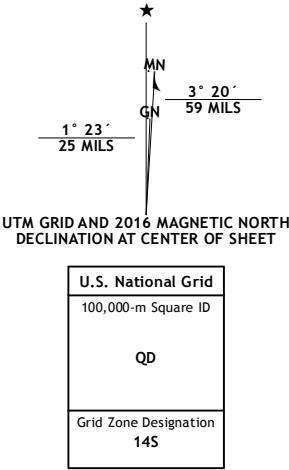 ★
MN
3° 20´
59 MILS
GN
1° 23´
25 MILS
UTM GRID AND 2016 MAGNETIC NORTH
DECLINATION AT CENTER OF SHEET
U.S. National Grid
100,000-m Square ID
QD
Grid Zone Designation
14S